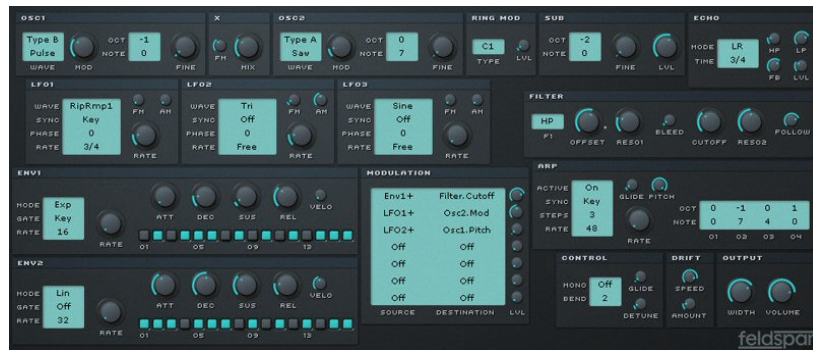 OSC1 X OSC2 RING MOD SUB ECHO
Type B Pulse WAVE MOD OCT -1 NOTE 0 FINE
FM MIX
Type A Saw WAVE MOD OCT 0 NOTE 7 FINE
C1 TYPE LVL
OCT -2 NOTE 0 FINE LVL
MODE LR TIME 3/4 HP LP FB LVL
LFO1 LFO2 LFO3
WAVE RipRmp1 FM AM
SYNC Key
PHASE 0
RATE 3/4 RATE
Tri FM AM
Off
0
Free RATE
WAVE Sine FM AM
SYNC Off
PHASE 0
RATE Free RATE
FILTER
HP F1 OFFSET RESO1 BLEED CUTOFF RESO2 FOLLOW
ENV1
MODE Exp
GATE Key
RATE 16 RATE
ATT DEC SUS REL VELO
01 05 09 13
MODULATION
Env1+ Filter.Cutoff
LFO1+ Osc2.Mod
LFO2+ Osc1.Pitch
Off Off
Off Off
Off Off
Off Off
SOURCE DESTINATION LVL
ARP
ACTIVE On
SYNC Key
STEPS 3
RATE 48
GLIDE PITCH
RATE
OCT 0 -1 0 1
NOTE 0 7 4 0
01 02 03 04
ENV2
MODE Lin
GATE Off
RATE 32 RATE
ATT DEC SUS REL VELO
01 05 09 13
CONTROL DRIFT OUTPUT
MONO Off
BEND 2
GLIDE
DETUNE
SPEED
AMOUNT
WIDTH VOLUME
feldspar